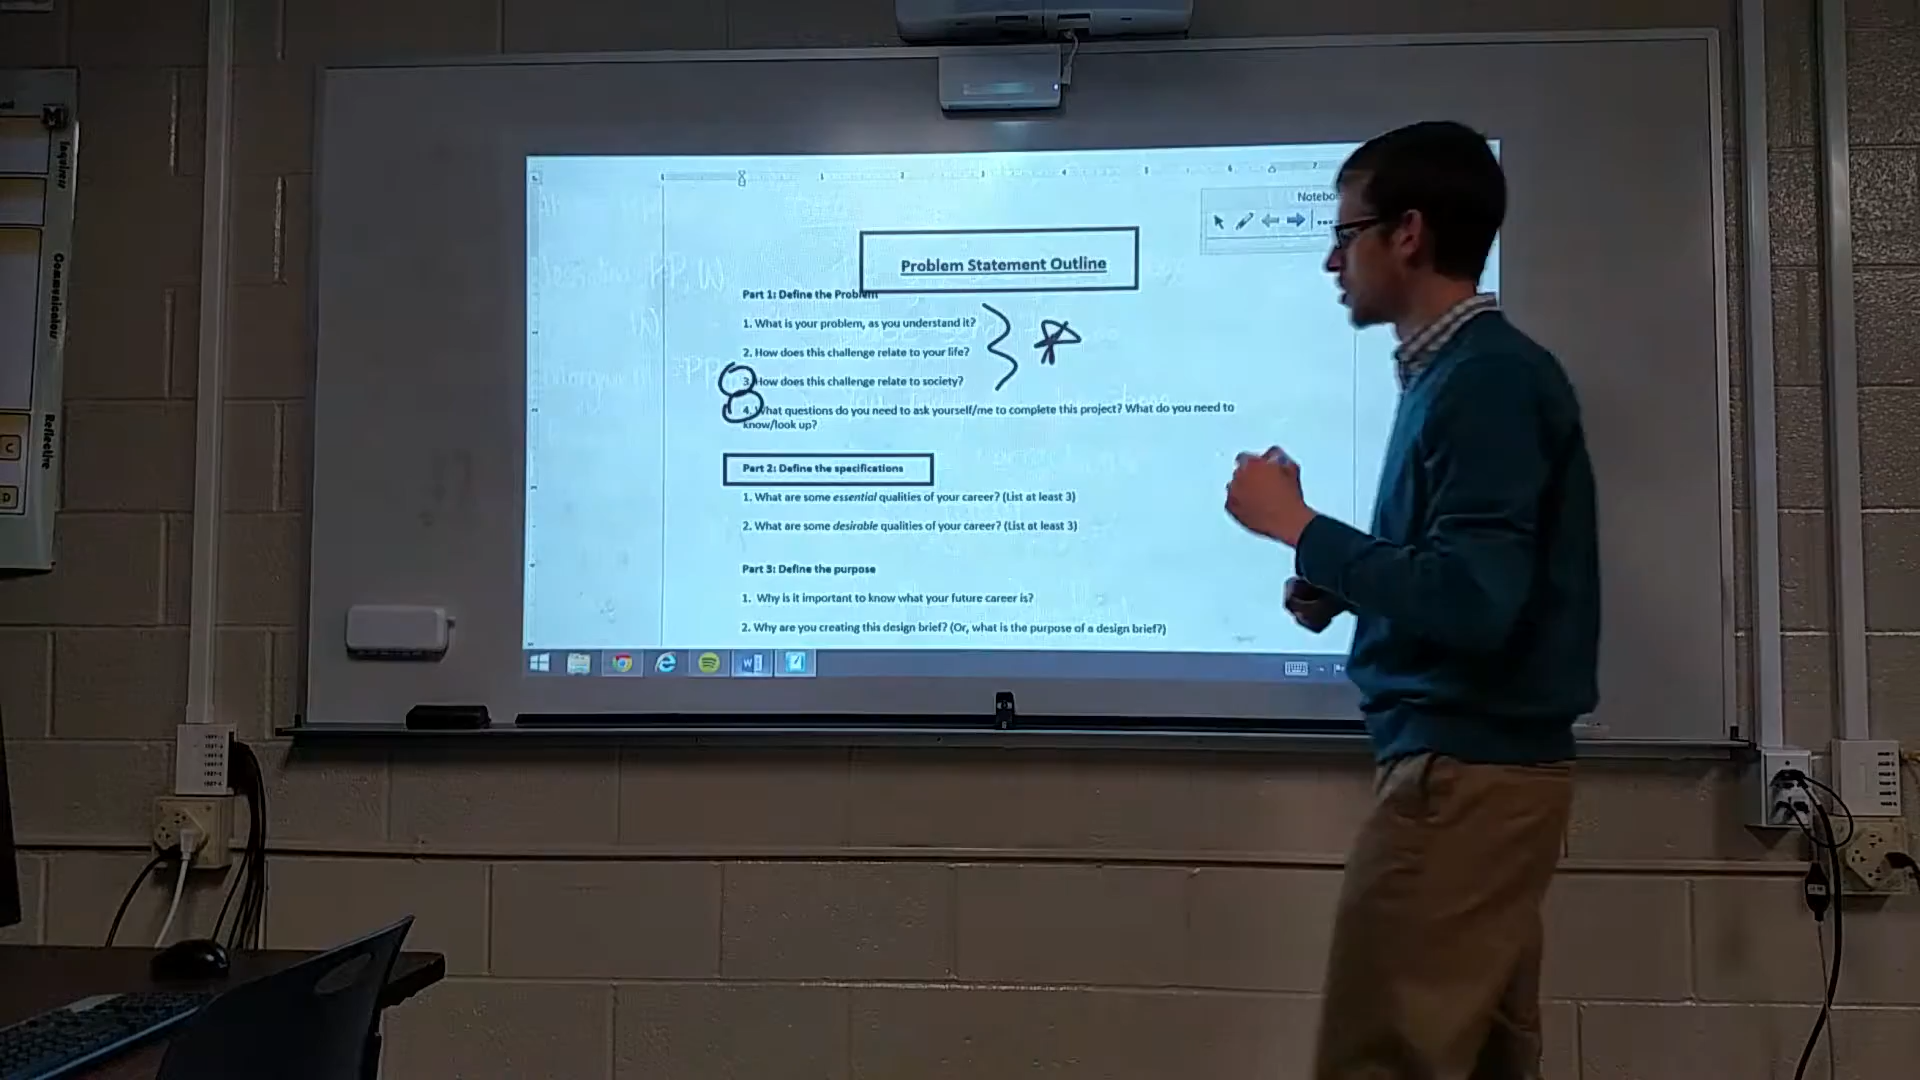 Notebo
Problem Statement Outline
Part 1: Define the Problem
1. What is your problem, as you understand it?
2. How does this challenge relate to your life?
3. How does this challenge relate to society?
4. What questions do you need to ask yourself/me to complete this project? What do you need to
know/look up?
Part 2: Define the specifications
1. What are some essential qualities of your career? (List at least 3)
2. What are some desirable qualities of your career? (List at least 3)
Part 3: Define the purpose
1. Why is it important to know what your future career is?
2. Why are you creating this design brief? (Or, what is the purpose of a design brief?)
Inquirer
Communicator
Reflective
C
D